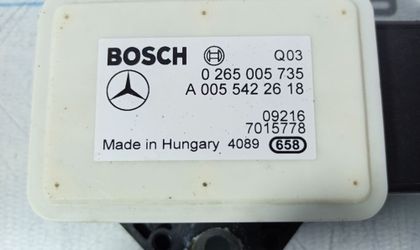 BOSCH Q03
0 265 005 735
A 005 542 26 18
09216
7015778
Made in Hungary 4089 658